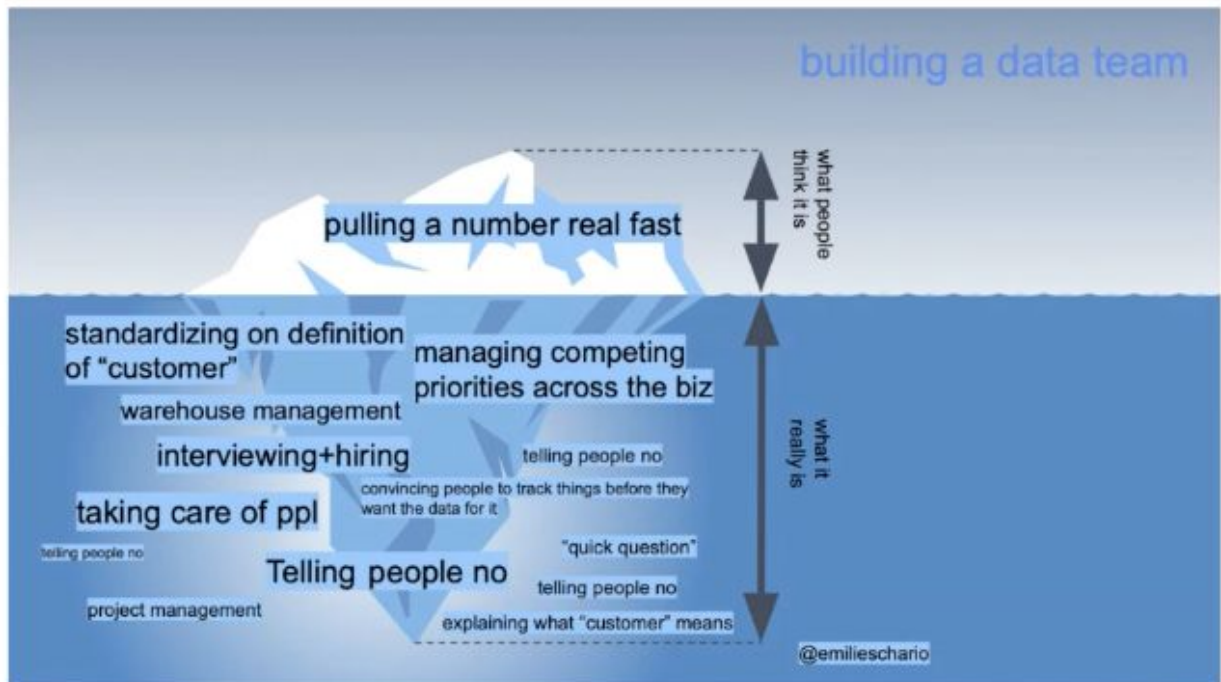 building a data team
what people
think it is
pulling a number real fast
standardizing on definition
of “customer”
managing competing
priorities across the biz
warehouse management
what it
really is
interviewing+hiring
telling people no
convincing people to track things before they
want the data for it
taking care of ppl
telling people no
“quick question”
Telling people no
telling people no
project management
explaining what “customer” means
@emilieschario